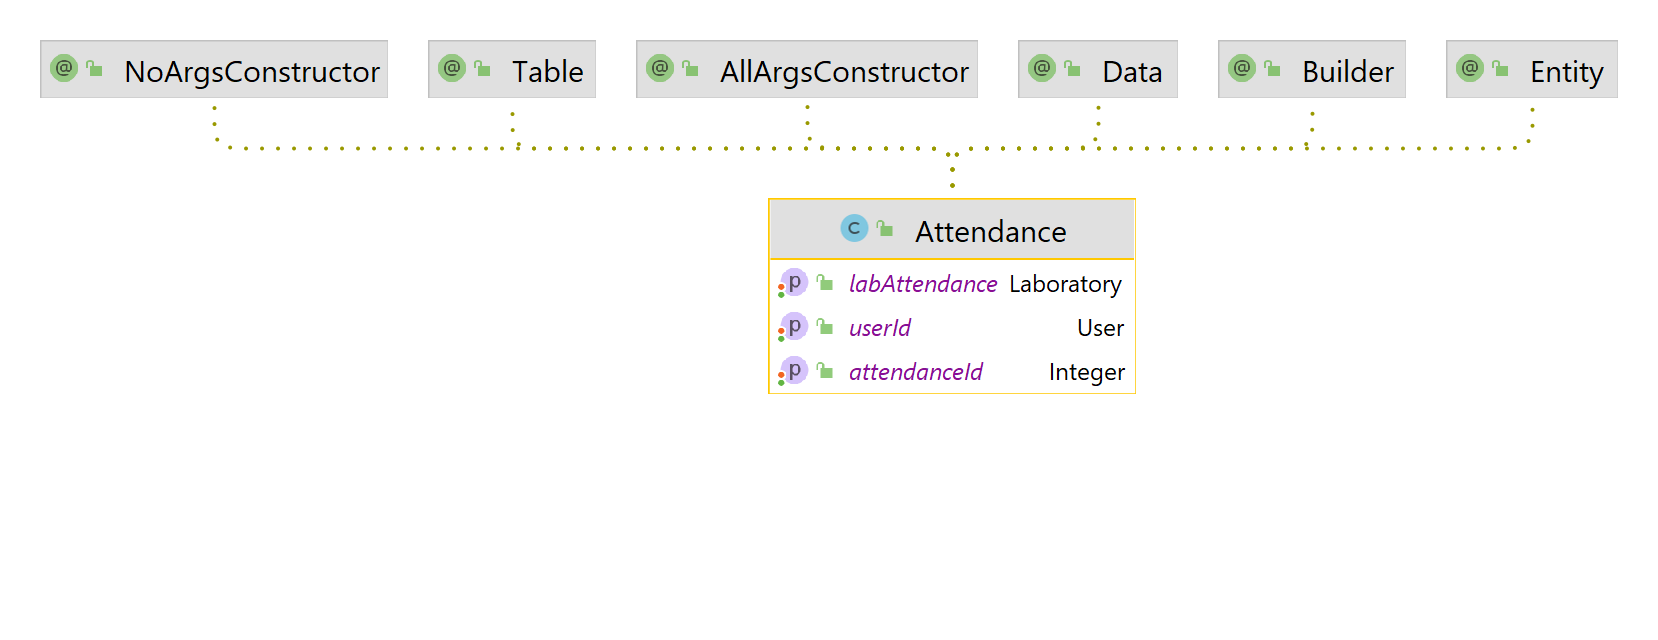 @ NoArgsConstructor @ Table @ AllArgsConstructor @ Data @ Builder @ Entity
C Attendance
p labAttendance Laboratory
p userId User
p attendanceId Integer